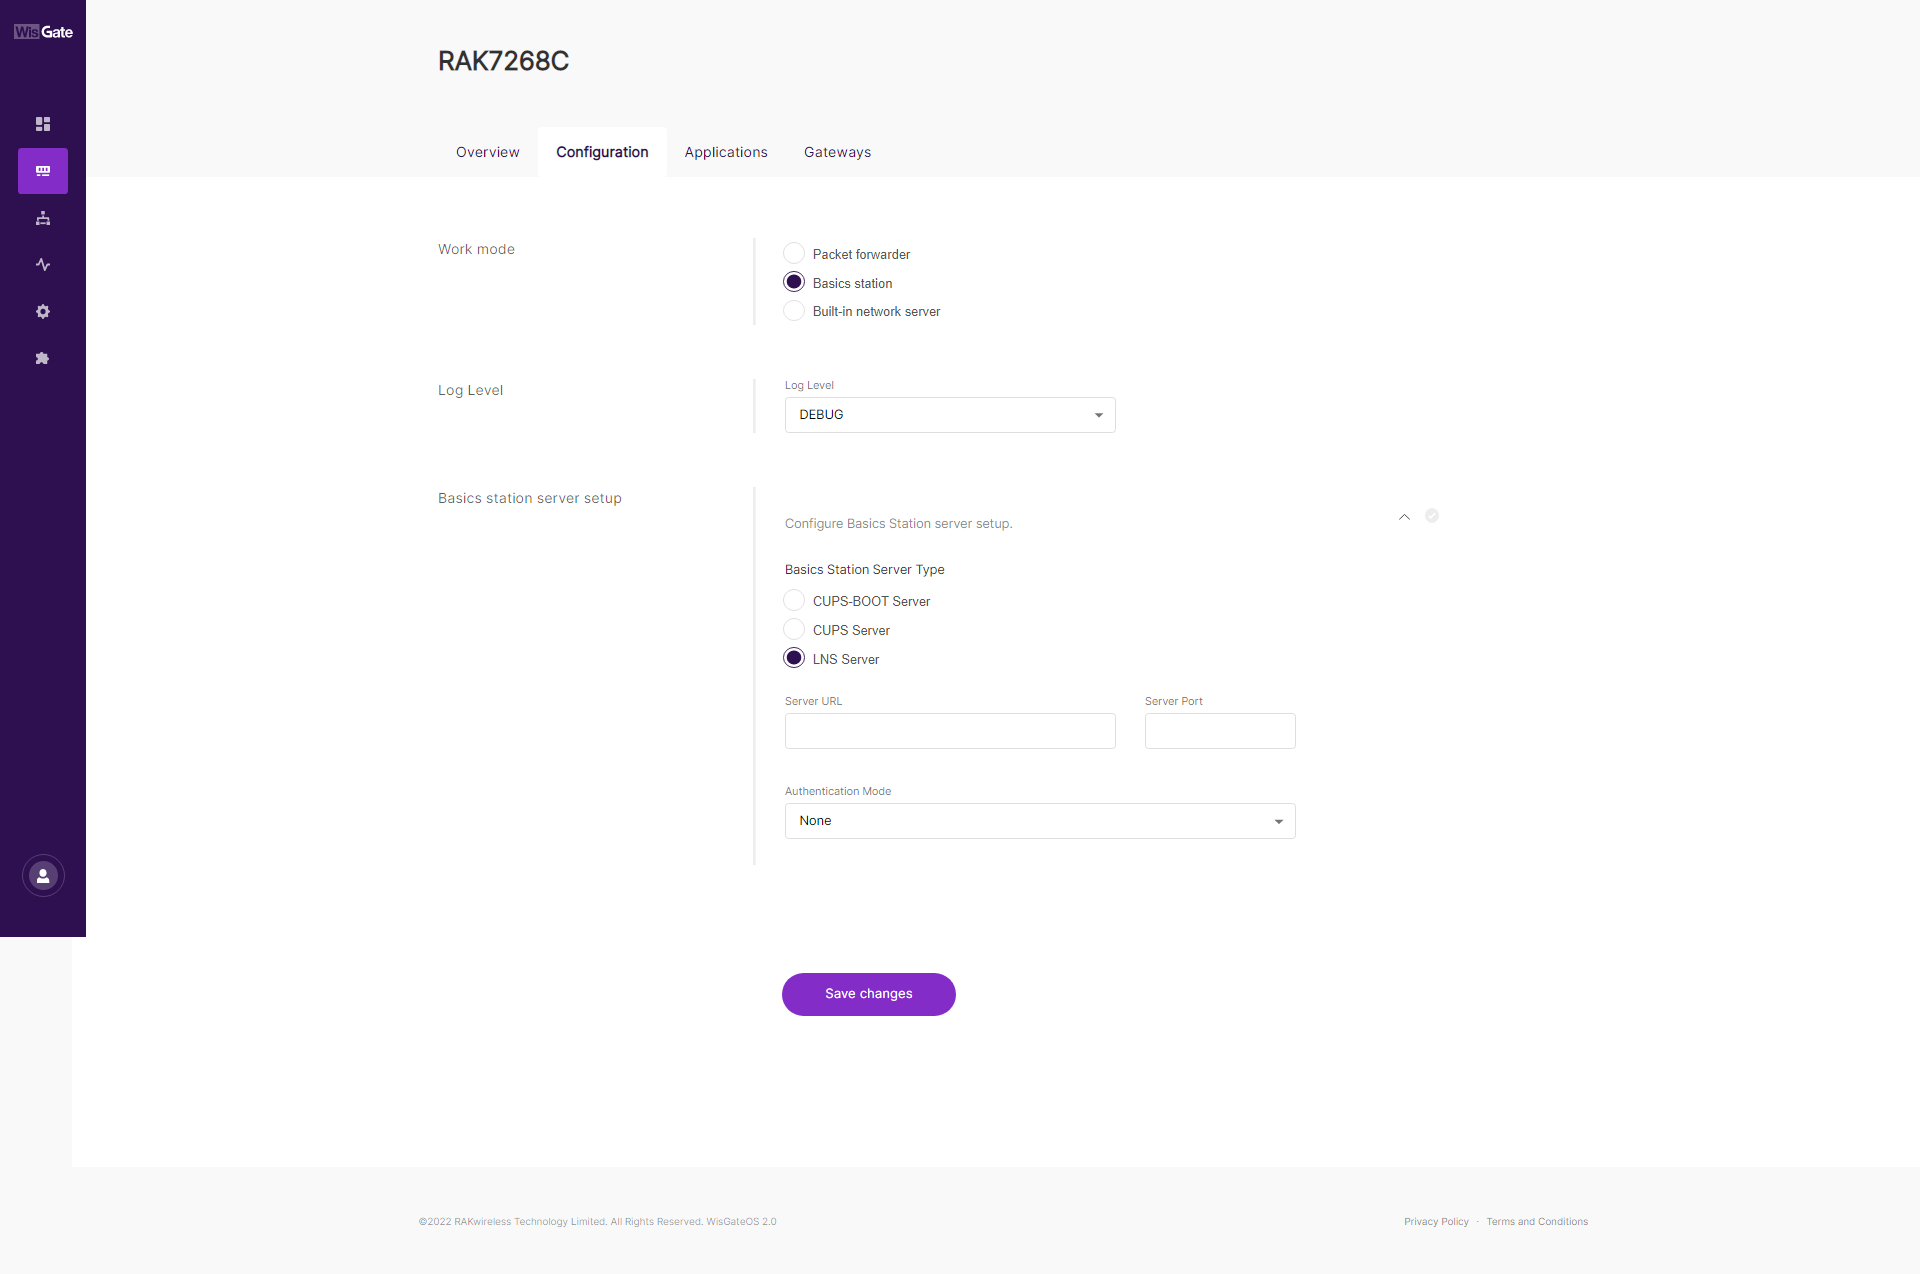 WisGate
RAK7268C
Overview
Configuration
Applications
Gateways
Work mode
Packet forwarder
Basics station
Built-in network server
Log Level
Log Level
DEBUG
Basics station server setup
Configure Basics Station server setup.
Basics Station Server Type
CUPS-BOOT Server
CUPS Server
LNS Server
Server URL
Server Port
Authentication Mode
None
Save changes
©2022 RAKwireless Technology Limited. All Rights Reserved. WisGateOS 2.0
Privacy Policy · Terms and Conditions